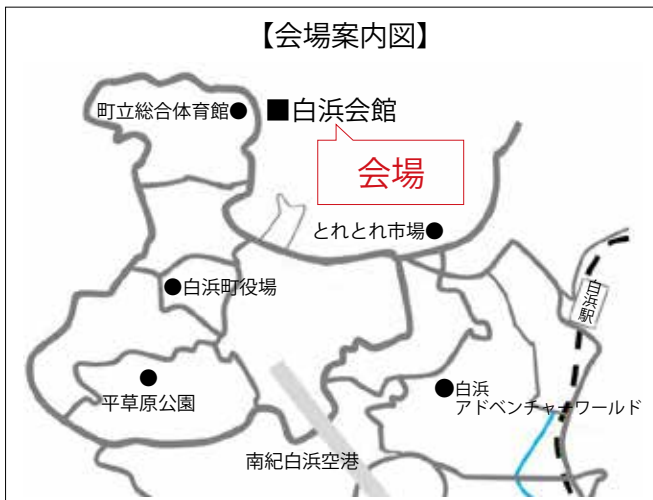 【会場案内図】
町立総合体育館
白浜会館
会場
とれとれ市場
白浜町役場
白浜駅
平草原公園
白浜
アドベンチャーワールド
南紀白浜空港